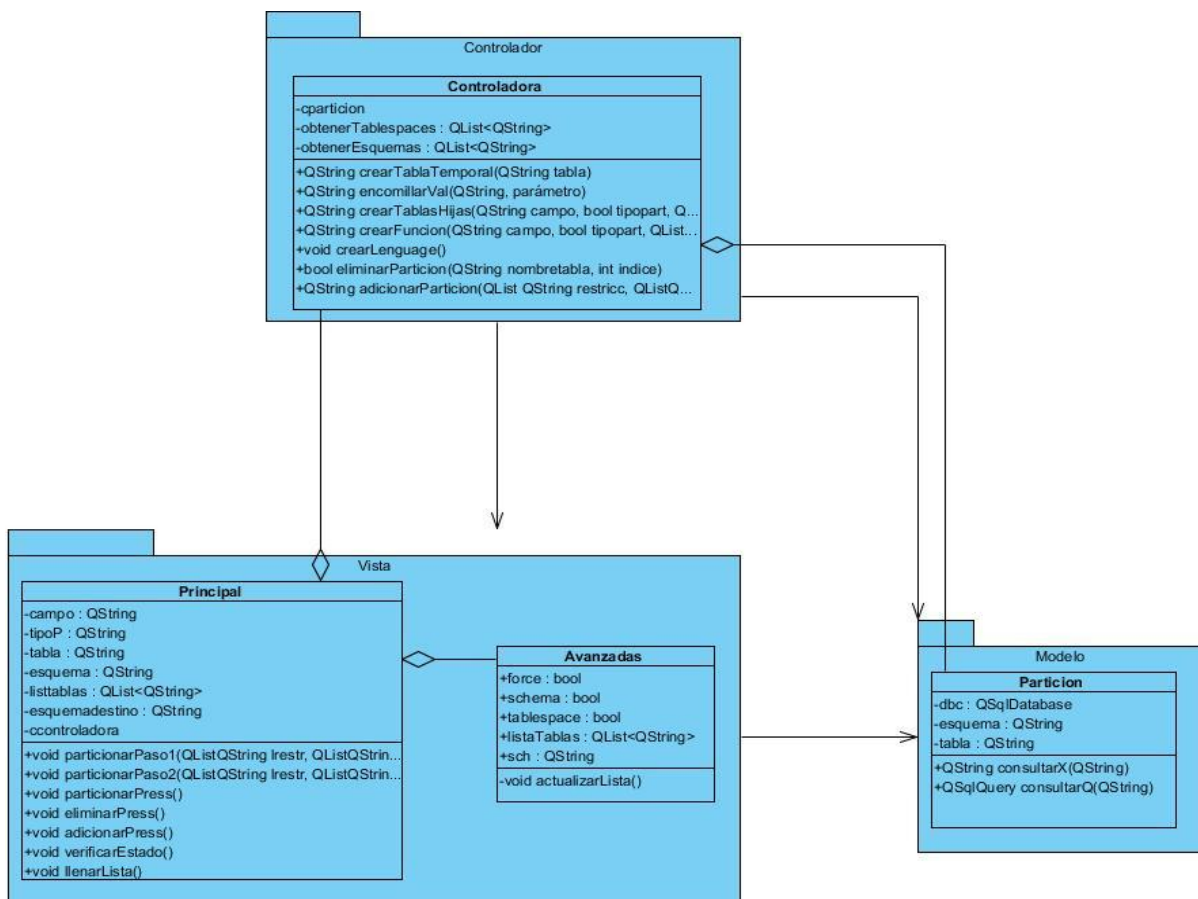 Controlador
Controladora
-cparticion
-obtenerTablespaces : QList<QString>
-obtenerEsquemas : QList<QString>
+QString crearTablaTemporal(QString tabla)
+QString encomillarVal(QString, parámetro)
+QString crearTablasHijas(QString campo, bool tipopart, Q...
+QString crearFuncion(QString campo, bool tipopart, QList...
+void crearLenguage()
+bool eliminarParticion(QString nombretabla, int indice)
+QString adicionarParticion(QList QString restricc, QListQ...
Vista
Principal
-campo : QString
-tipoP : QString
-tabla : QString
-esquema : QString
-listtablas : QList<QString>
-esquemadestino : QString
-ccontroladora
+void particionarPaso1(QListQString lrestr, QListQStrin...
+void particionarPaso2(QListQString lrestr, QListQStrin...
+void particionarPress()
+void eliminarPress()
+void adicionarPress()
+void verificarEstado()
+void llenarLista()
Avanzadas
+force : bool
+schema : bool
+tablespace : bool
+listaTablas : QList<QString>
+sch : QString
-void actualizarLista()
Modelo
Particion
-dbc : QSqlDatabase
-esquema : QString
-tabla : QString
+QString consultarX(QString)
+QSqlQuery consultarQ(QString)